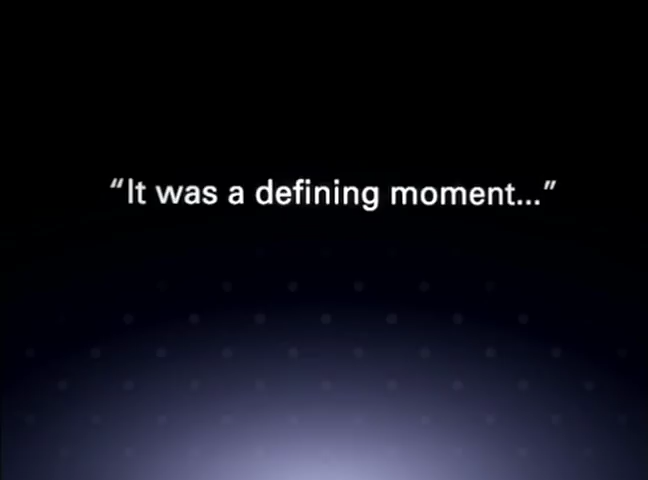 “It was a defining moment...”